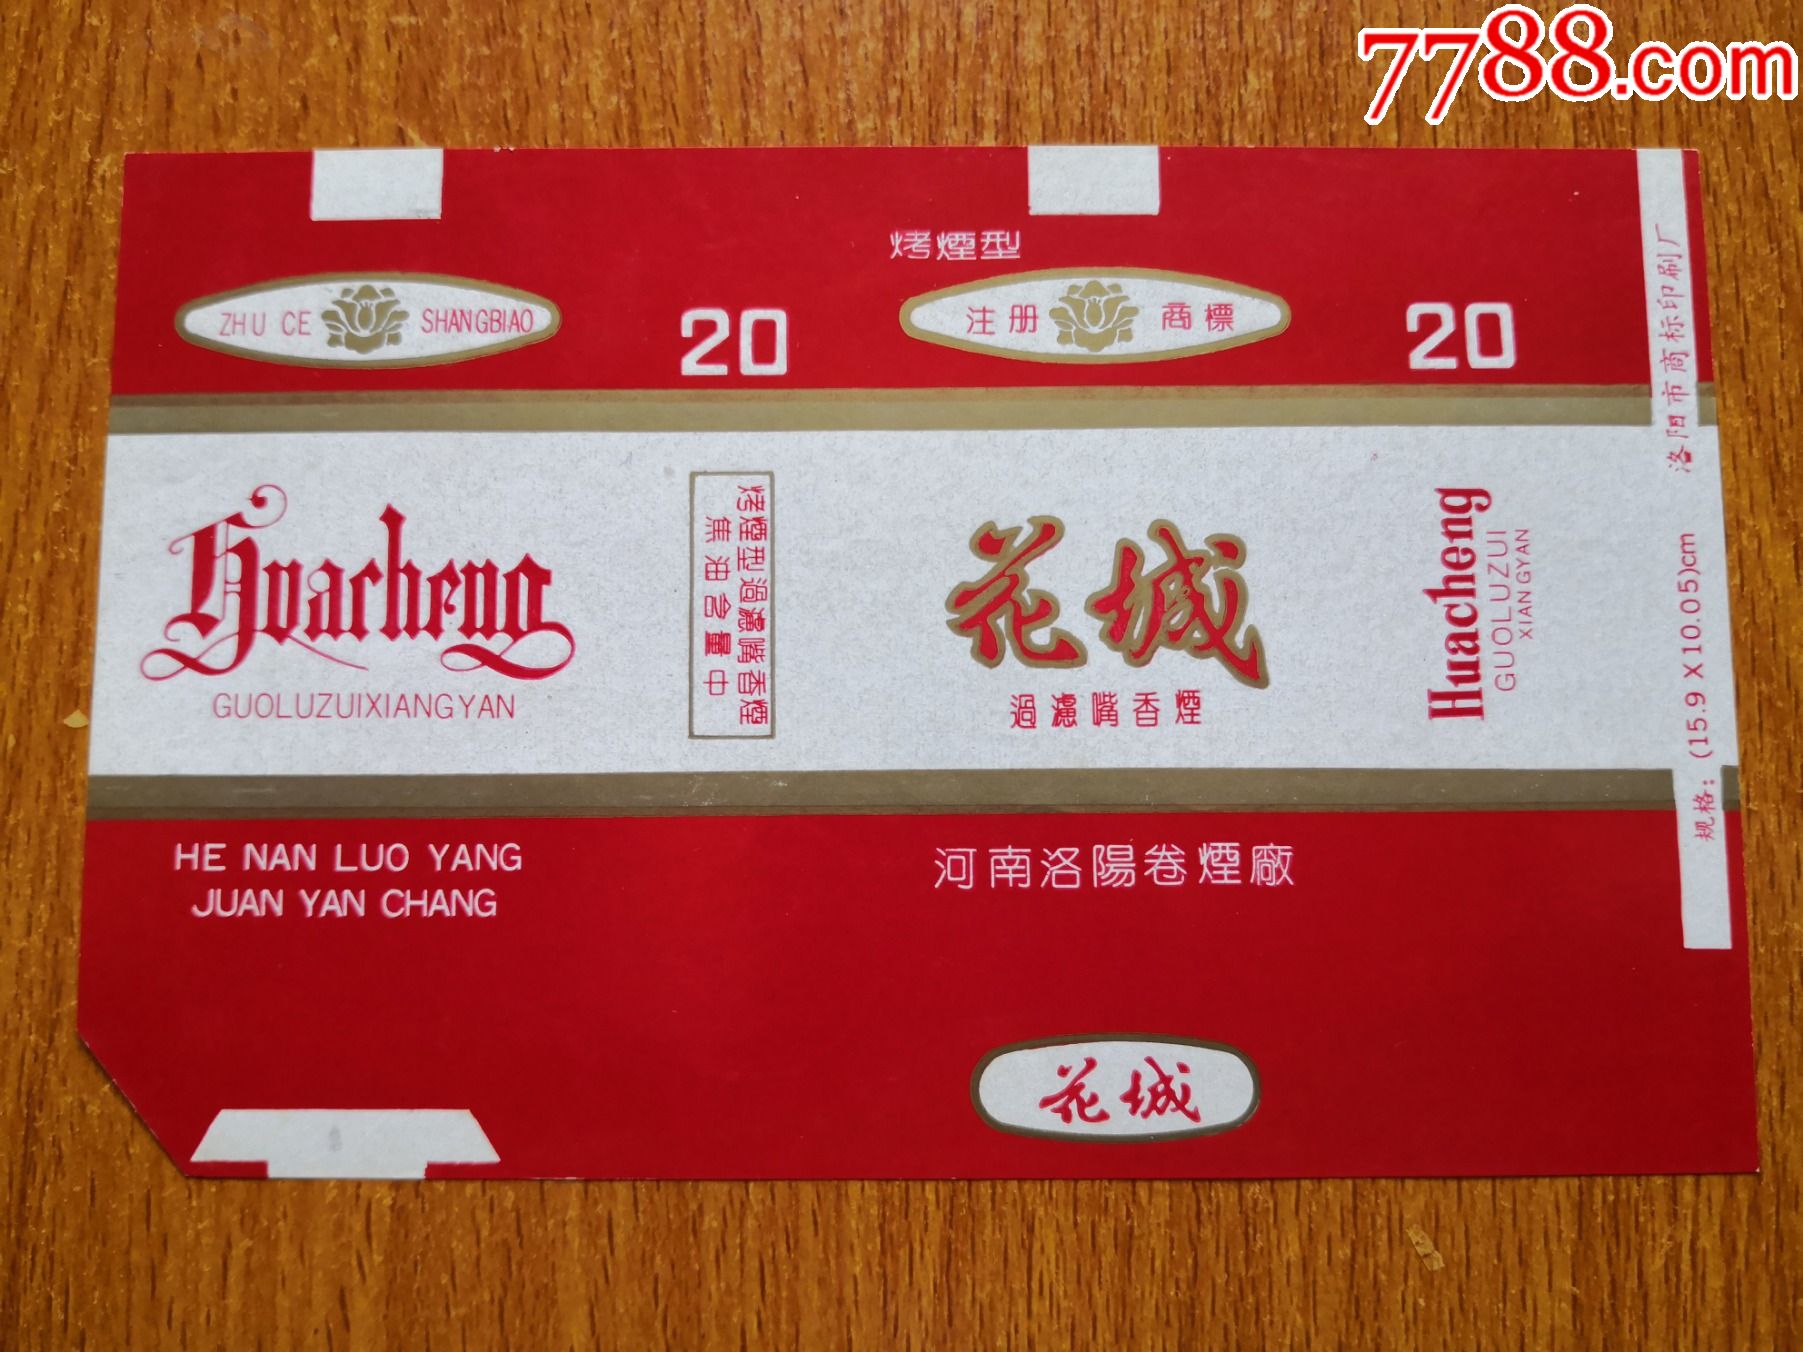 7788.com
烤煙型
ZHU CE SHANGBIAO
20
注册 商標
20
Huacheng
GUOLUZUIXIANGYAN
烤煙型過濾嘴香煙
焦油含量中
花城
過濾嘴香煙
Huacheng
GUOLUZUI
XIANGYAN
洛阳市商标印刷厂
规格：(15.9X10.05)cm
HE NAN LUO YANG
JUAN YAN CHANG
河南洛陽卷煙廠
花城